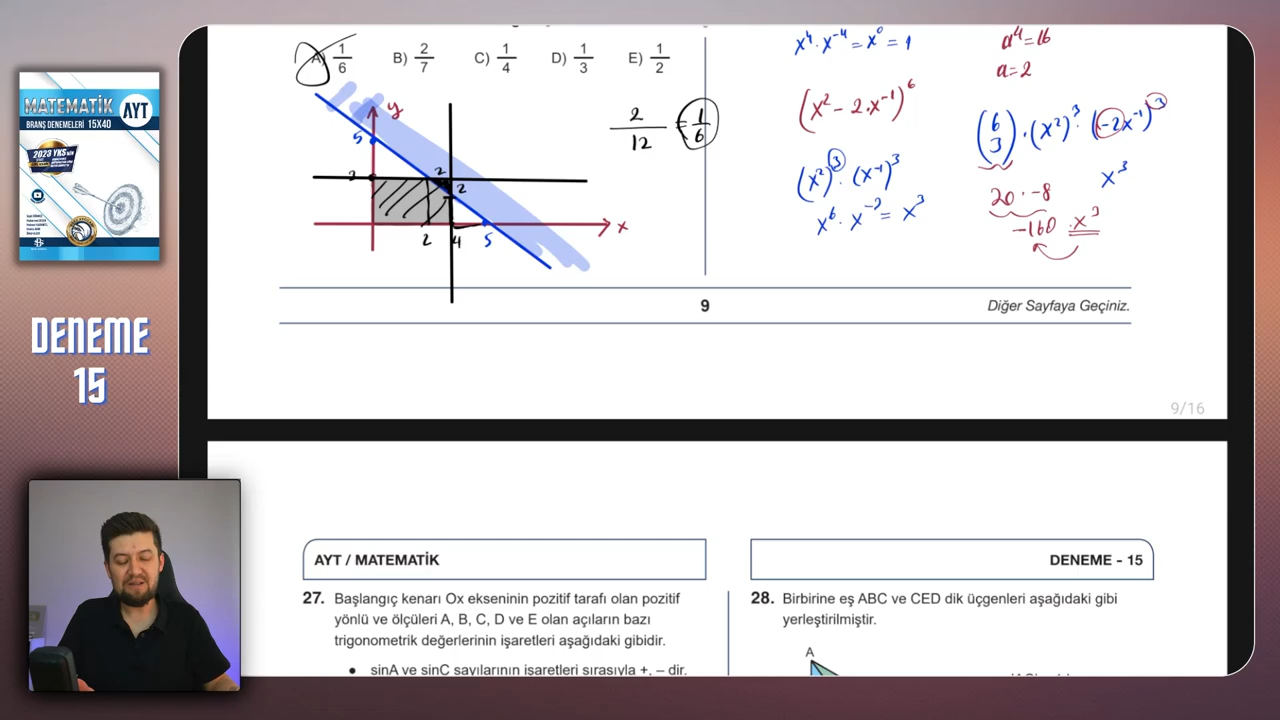 MATEMATİK AYT
BRANŞ DENEMELERİ 15X40
2023 YKS'NİN
DENEME
15
A) 1/6 B) 2/7 C) 1/4 D) 1/3 E) 1/2
y
5
3
2
2
2
4
5
x
2/12 = 1/6
x⁴ · x⁻⁴ = x⁰ = 1
(x² - 2·x⁻¹)⁶
(x²)³ · (x⁻¹)³
x⁶ · x⁻³ = x³
a⁴ = 16
a = 2
(6 3) · (x²)³ · (-2x⁻¹)³
20 · -8
x³
-160 · x³
9
Diğer Sayfaya Geçiniz.
9/16
AYT / MATEMATİK
27. Başlangıç kenarı Ox ekseninin pozitif tarafı olan pozitif
yönlü ve ölçüleri A, B, C, D ve E olan açıların bazı
trigonometrik değerlerinin işaretleri aşağıdaki gibidir.
• sinA ve sinC sayılarının işaretleri sırasıyla +, – dir.
DENEME - 15
28. Birbirine eş ABC ve CED dik üçgenleri aşağıdaki gibi
yerleştirilmiştir.
A